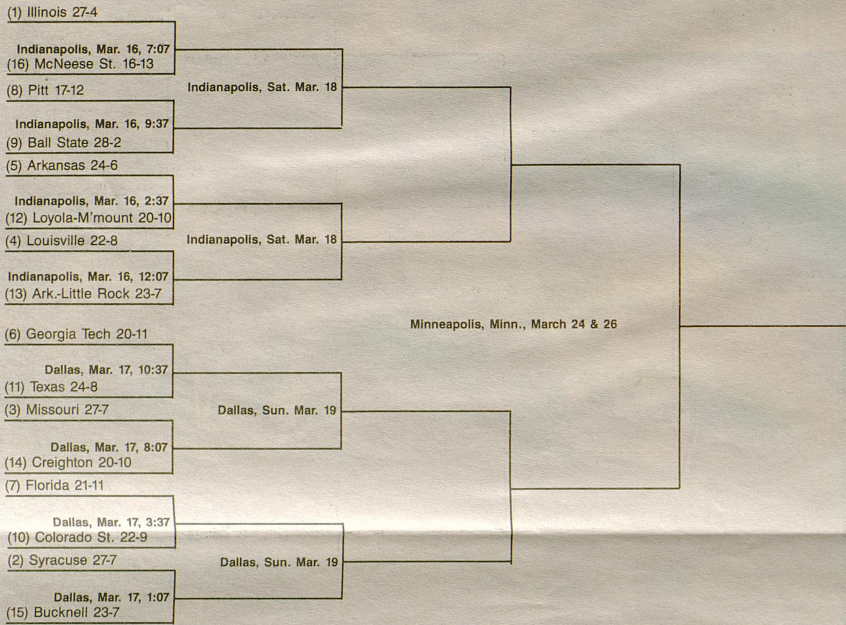 (1) Illinois 27-4
Indianapolis, Mar. 16, 7:07
(16) McNeese St. 16-13
(8) Pitt 17-12
Indianapolis, Sat. Mar. 18
Indianapolis, Mar. 16, 9:37
(9) Ball State 28-2
(5) Arkansas 24-6
Indianapolis, Mar. 16, 2:37
(12) Loyola-M'mount 20-10
(4) Louisville 22-8
Indianapolis, Sat. Mar. 18
Indianapolis, Mar. 16, 12:07
(13) Ark.-Little Rock 23-7
Minneapolis, Minn., March 24 & 26
(6) Georgia Tech 20-11
Dallas, Mar. 17, 10:37
(11) Texas 24-8
(3) Missouri 27-7
Dallas, Sun. Mar. 19
Dallas, Mar. 17, 8:07
(14) Creighton 20-10
(7) Florida 21-11
Dallas, Mar. 17, 3:37
(10) Colorado St. 22-9
(2) Syracuse 27-7
Dallas, Sun. Mar. 19
Dallas, Mar. 17, 1:07
(15) Bucknell 23-7